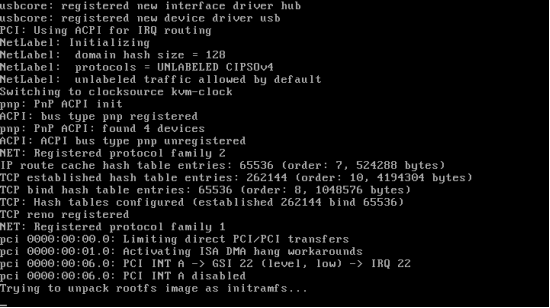 usbcore: registered new interface driver hub
usbcore: registered new device driver usb
PCI: Using ACPI for IRQ routing
NetLabel: Initializing
NetLabel:  domain hash size = 128
NetLabel:  protocols = UNLABELED CIPSOv4
NetLabel:  unlabeled traffic allowed by default
Switching to clocksource kvm-clock
pnp: PnP ACPI init
ACPI: bus type pnp registered
pnp: PnP ACPI: found 4 devices
ACPI: ACPI bus type pnp unregistered
NET: Registered protocol family 2
IP route cache hash table entries: 65536 (order: 7, 524288 bytes)
TCP established hash table entries: 262144 (order: 10, 4194304 bytes)
TCP bind hash table entries: 65536 (order: 8, 1048576 bytes)
TCP: Hash tables configured (established 262144 bind 65536)
TCP reno registered
NET: Registered protocol family 1
pci 0000:00:00.0: Limiting direct PCI/PCI transfers
pci 0000:00:01.0: Activating ISA DMA hang workarounds
pci 0000:00:06.0: PCI INT A -> GSI 22 (level, low) -> IRQ 22
pci 0000:00:06.0: PCI INT A disabled
Trying to unpack rootfs image as initramfs...